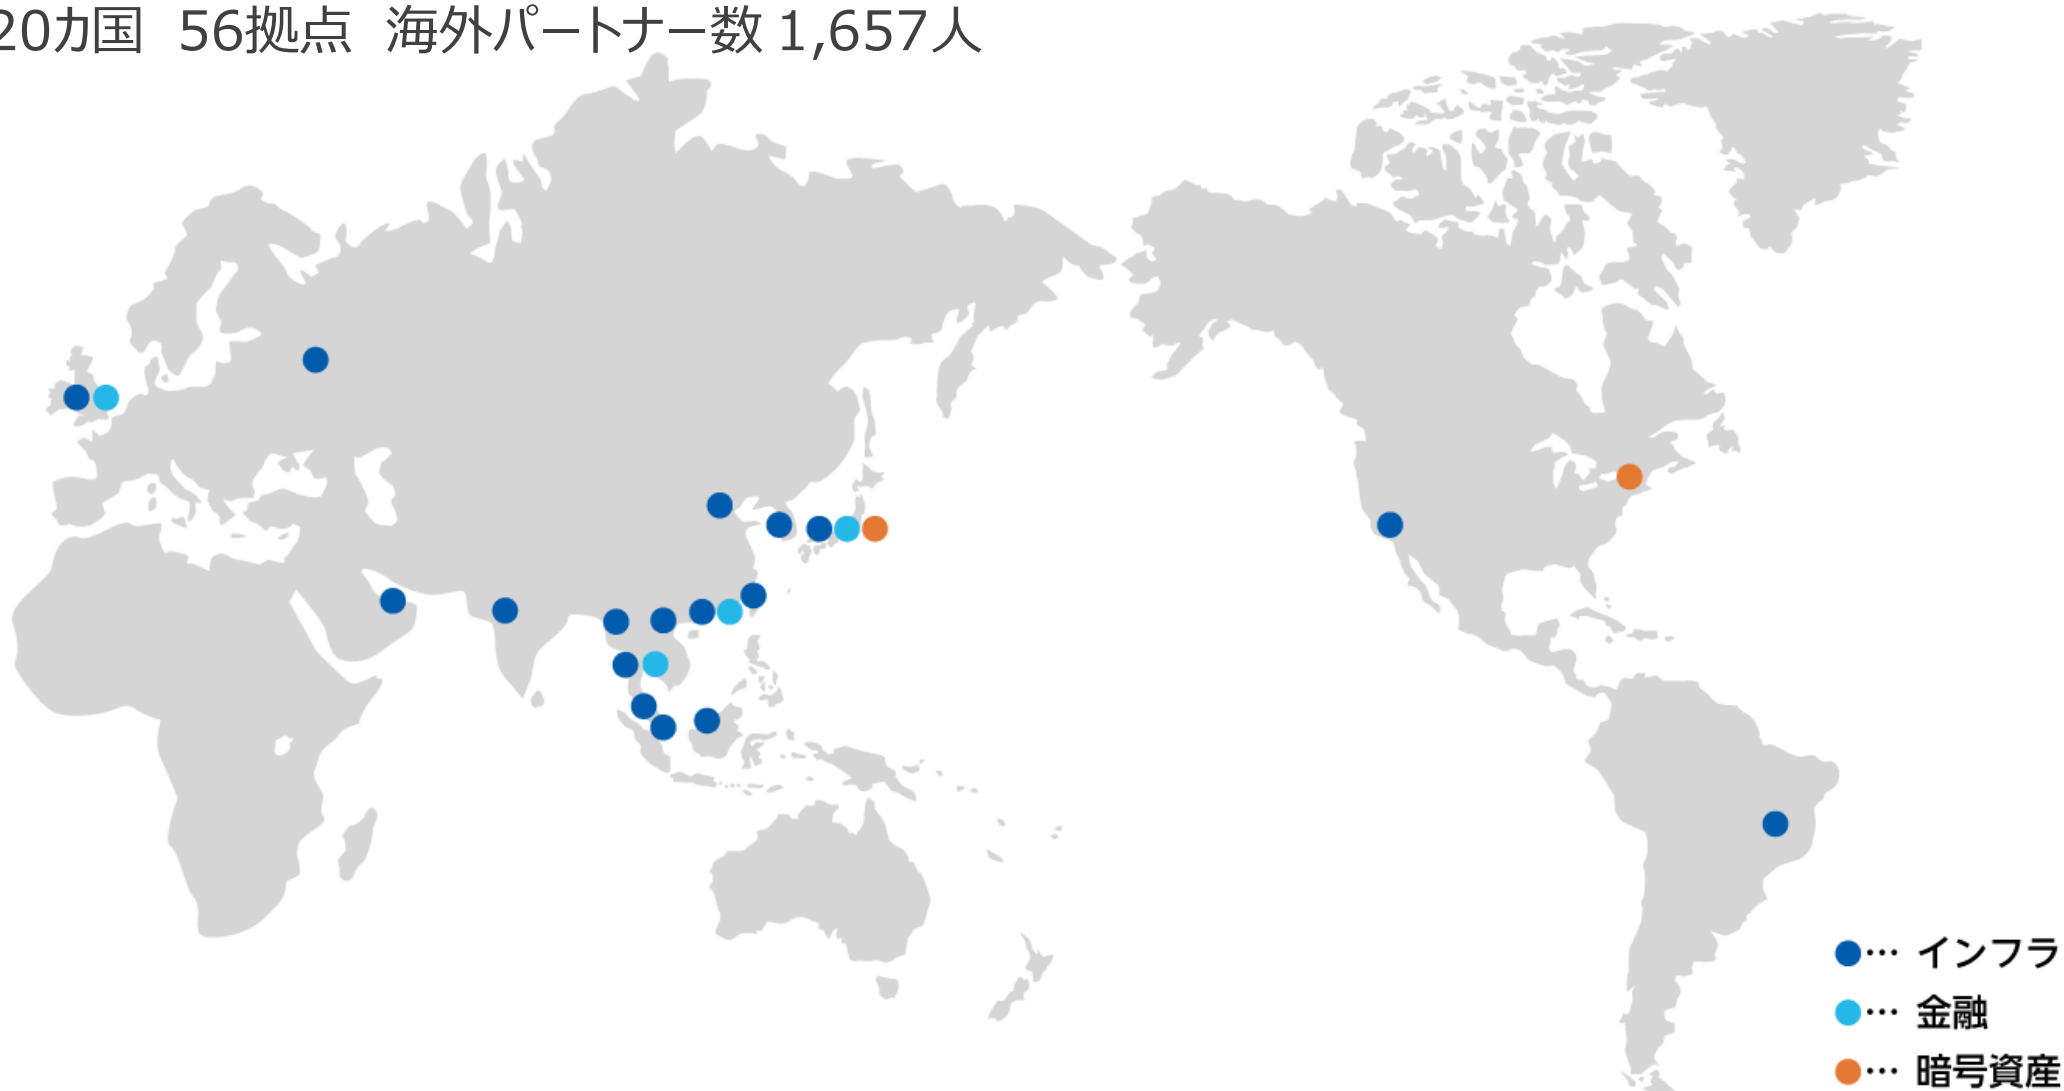 20カ国 56拠点 海外パートナー数 1,657人
… インフラ
… 金融
… 暗号資産